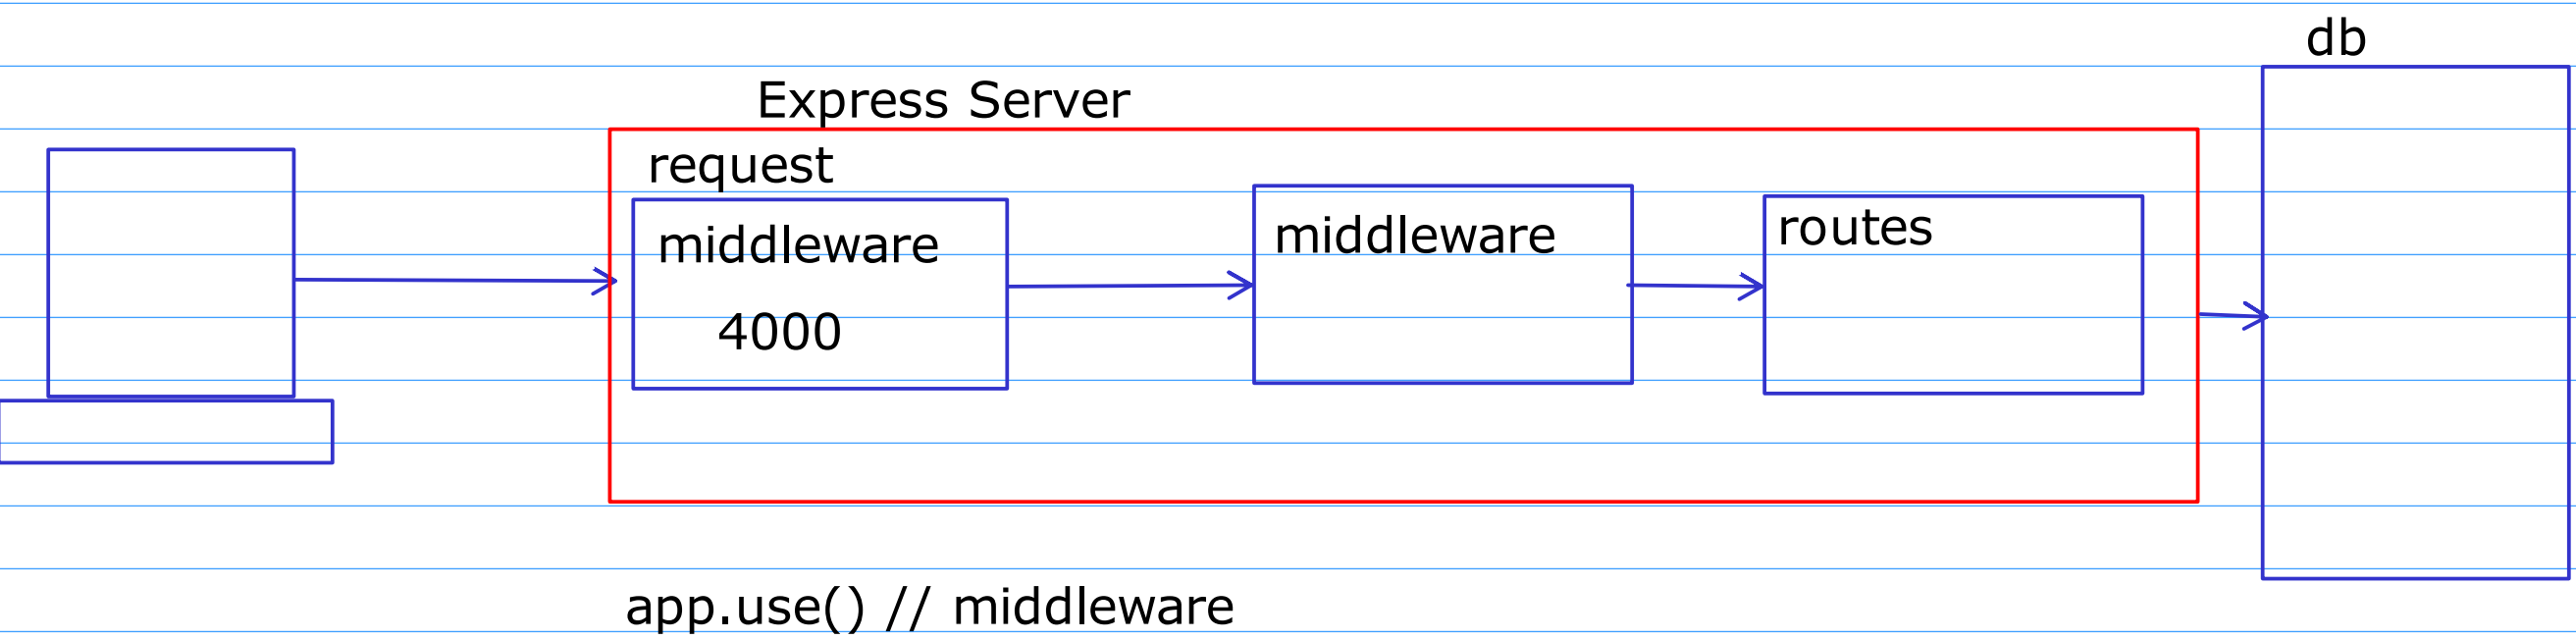 db
Express Server
request
middleware
4000
middleware
routes
app.use() // middleware